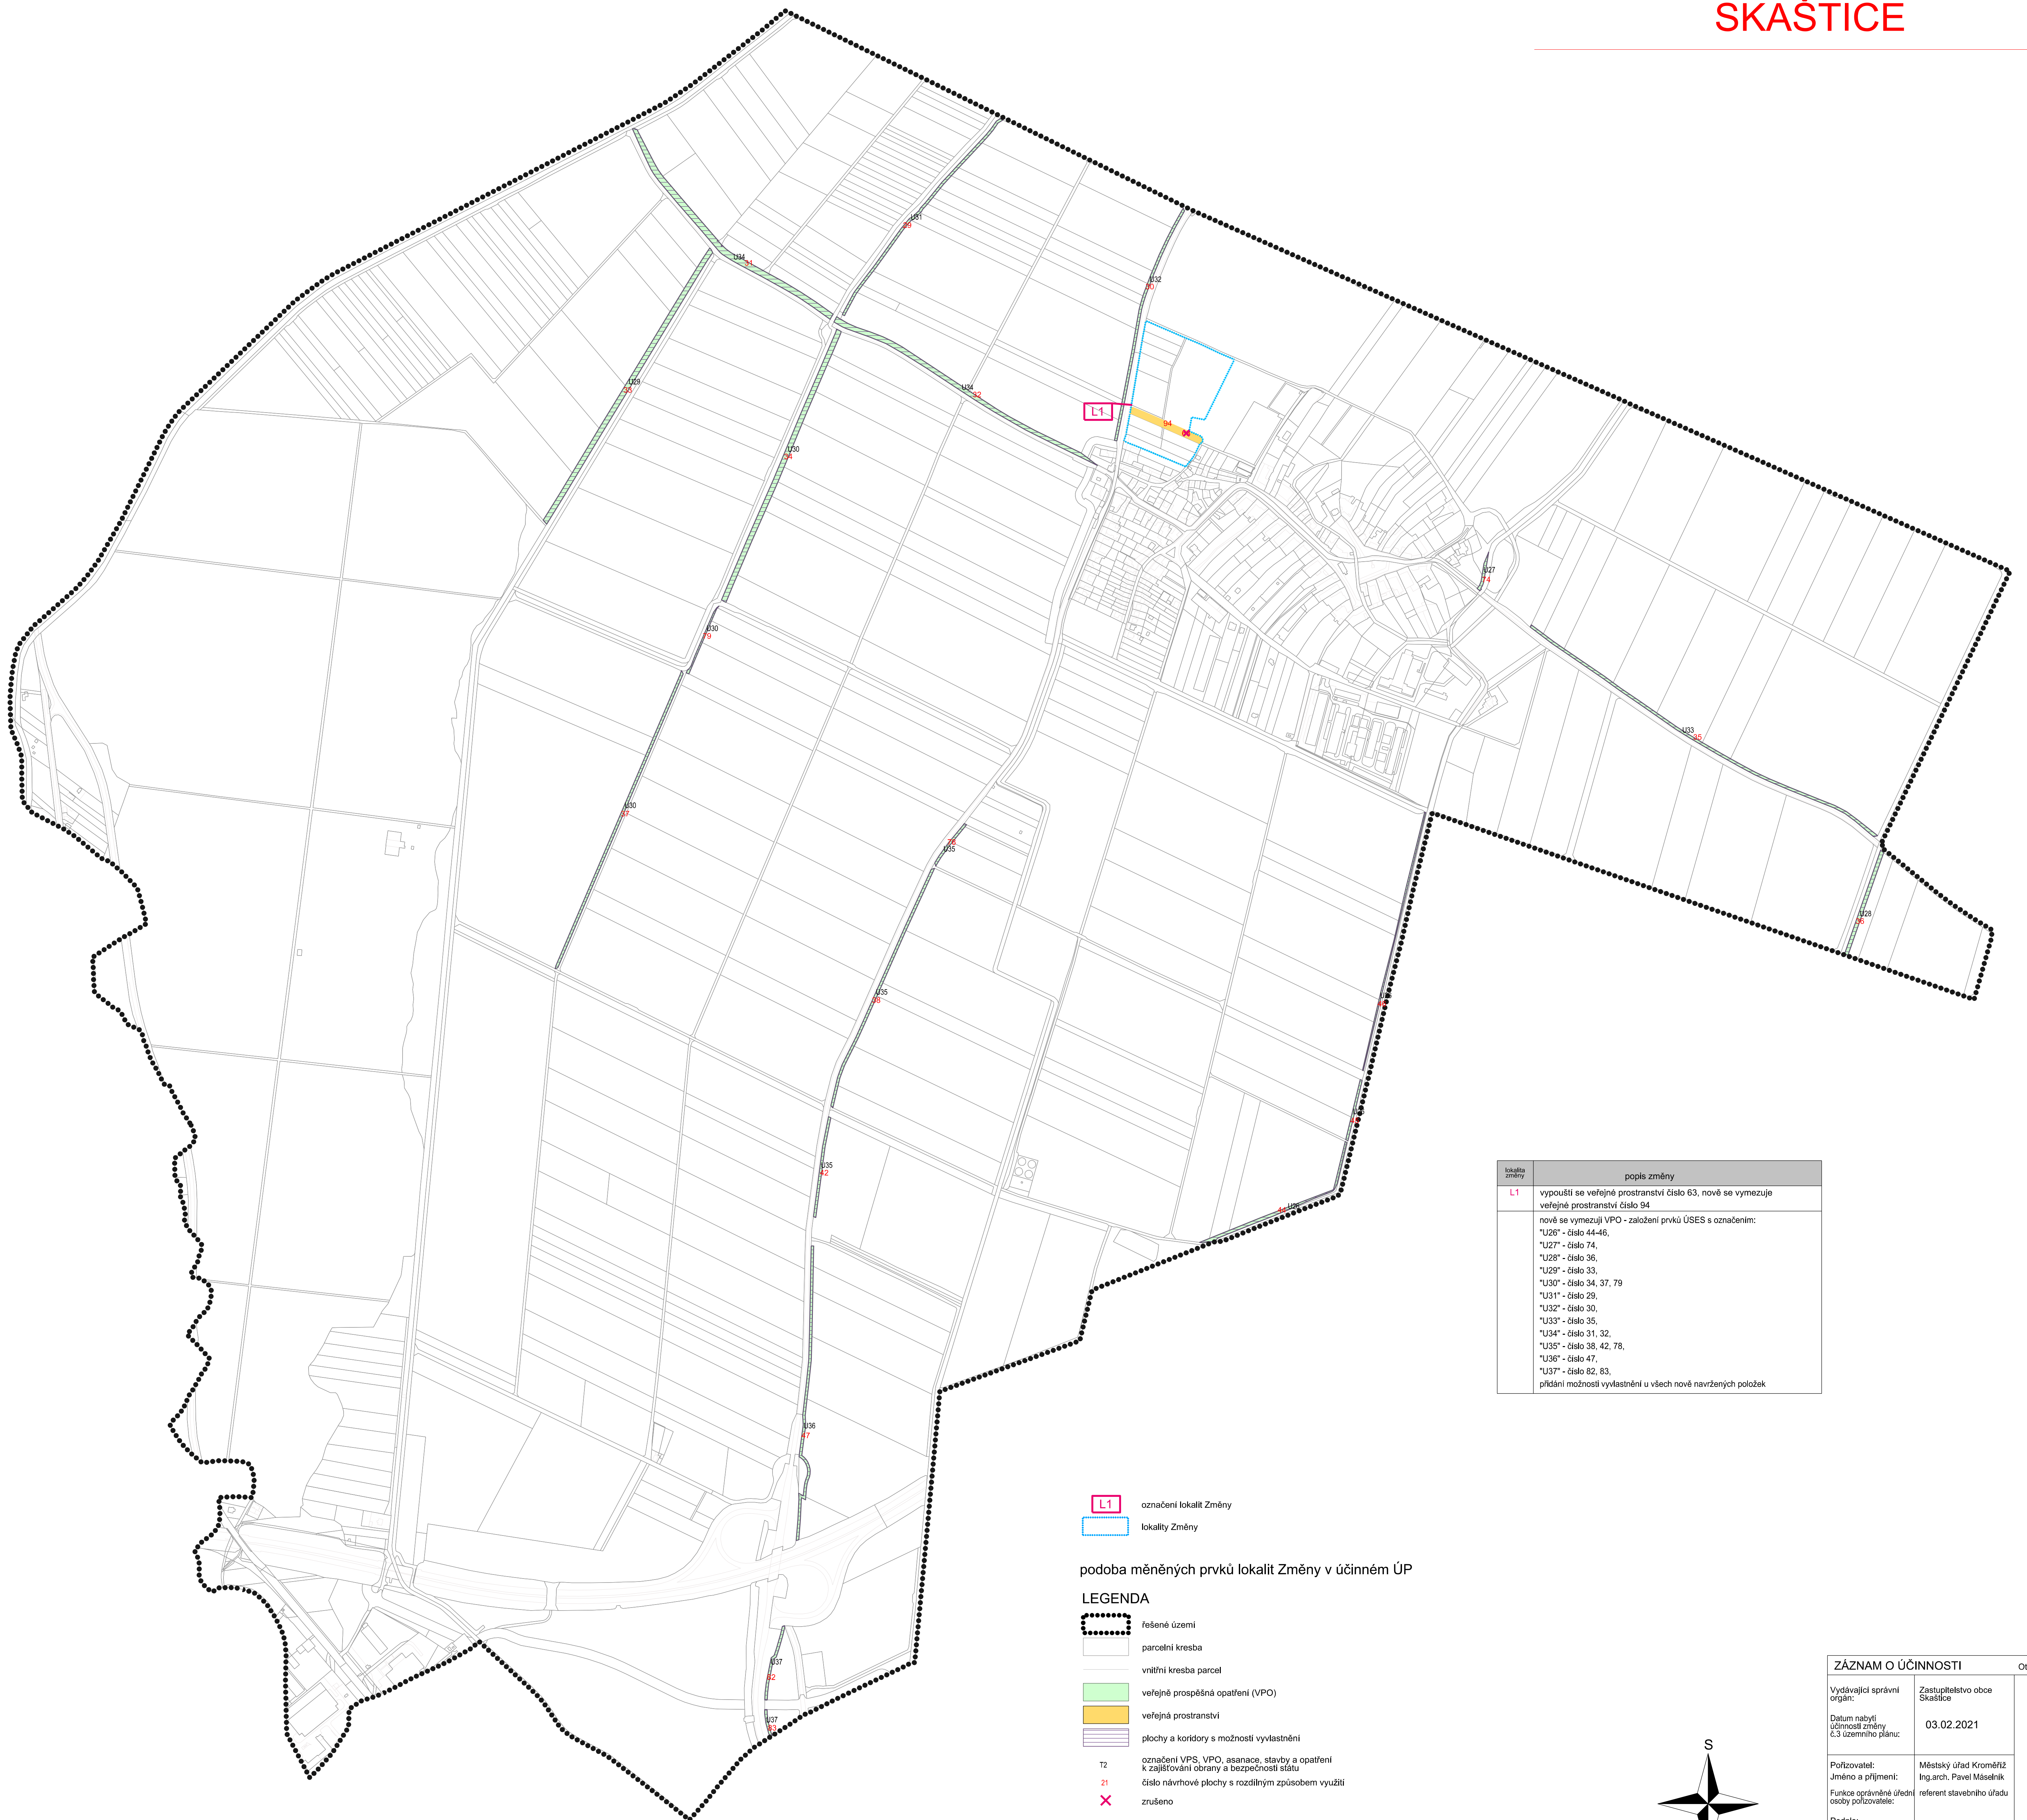 SKAŠTICE
U31
29
U34
31
U32
30
U29
33
U34
32
L1
94
U30
34
U27
74
U30
79
U33
35
U30
37
78
U35
U28
36
U35
38
U35
42
44
U26
lokalita změny
popis změny
L1
vypouští se veřejné prostranství číslo 63, nově se vymezuje
veřejné prostranství číslo 94
nově se vymezují VPO - založení prvků ÚSES s označením:
"U26" - číslo 44-46,
"U27" - číslo 74,
"U28" - číslo 36,
"U29" - číslo 33,
"U30" - číslo 34, 37, 79
"U31" - číslo 29,
"U32" - číslo 30,
"U33" - číslo 35,
"U34" - číslo 31, 32,
"U35" - číslo 38, 42, 78,
"U36" - číslo 47,
"U37" - číslo 82, 83,
přidání možnosti vyvlastnění u všech nově navržených položek
U36
47
U37
82
U37
83
L1 označení lokalit Změny
lokality Změny
podoba měněných prvků lokalit Změny v účinném ÚP
LEGENDA
řešené území
parcelní kresba
vnitřní kresba parcel
veřejně prospěšná opatření (VPO)
veřejná prostranství
plochy a koridory s možností vyvlastnění
T2 označení VPS, VPO, asanace, stavby a opatření
k zajišťování obrany a bezpečnosti státu
21 číslo návrhové plochy s rozdílným způsobem využití
zrušeno
S
ZÁZNAM O ÚČINNOSTI
Vydávající správní orgán:
Zastupitelstvo obce Skaštice
Datum nabytí
účinnosti změny
č.3 územního plánu:
03.02.2021
Pořizovatel:
Městský úřad Kroměříž
Jméno a příjmení:
Ing.arch. Pavel Máselník
Funkce oprávněné úřední
osoby pořizovatele:
referent stavebního úřadu